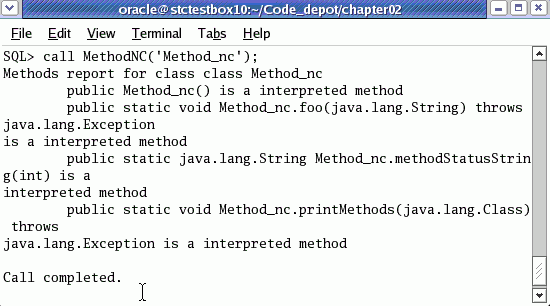 oracle@stctestbox10:~/Code_depot/chapter02
File Edit View Terminal Tabs Help
SQL> call MethodNC('Method_nc');
Methods report for class class Method_nc
public Method_nc() is a interpreted method
public static void Method_nc.foo(java.lang.String) throws
java.lang.Exception
is a interpreted method
public static java.lang.String Method_nc.methodStatusStrin
g(int) is a
interpreted method
public static void Method_nc.printMethods(java.lang.Class)
throws
java.lang.Exception is a interpreted method
Call completed.